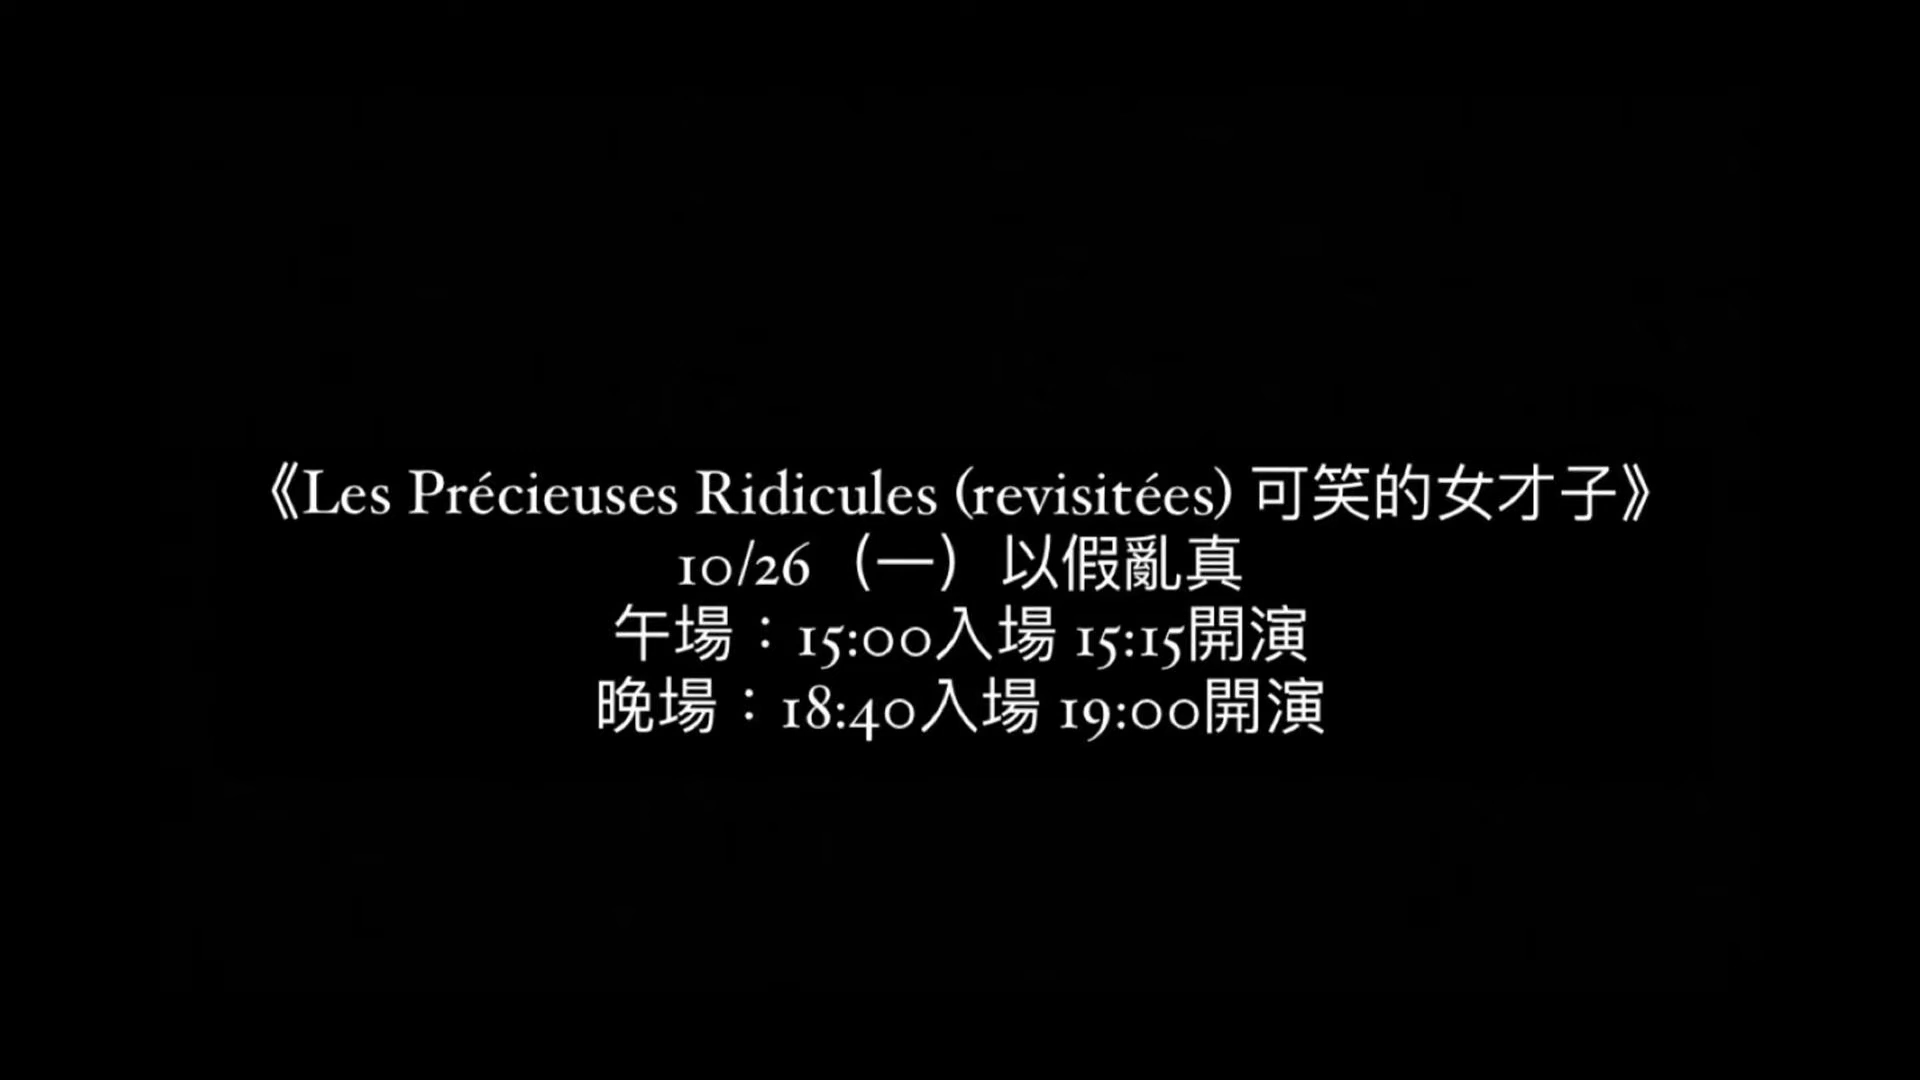 《Les Précieuses Ridicules (revisitées) 可笑的女才子》
10/26（一）以假亂真
午場：15:00入場 15:15開演
晚場：18:40入場 19:00開演